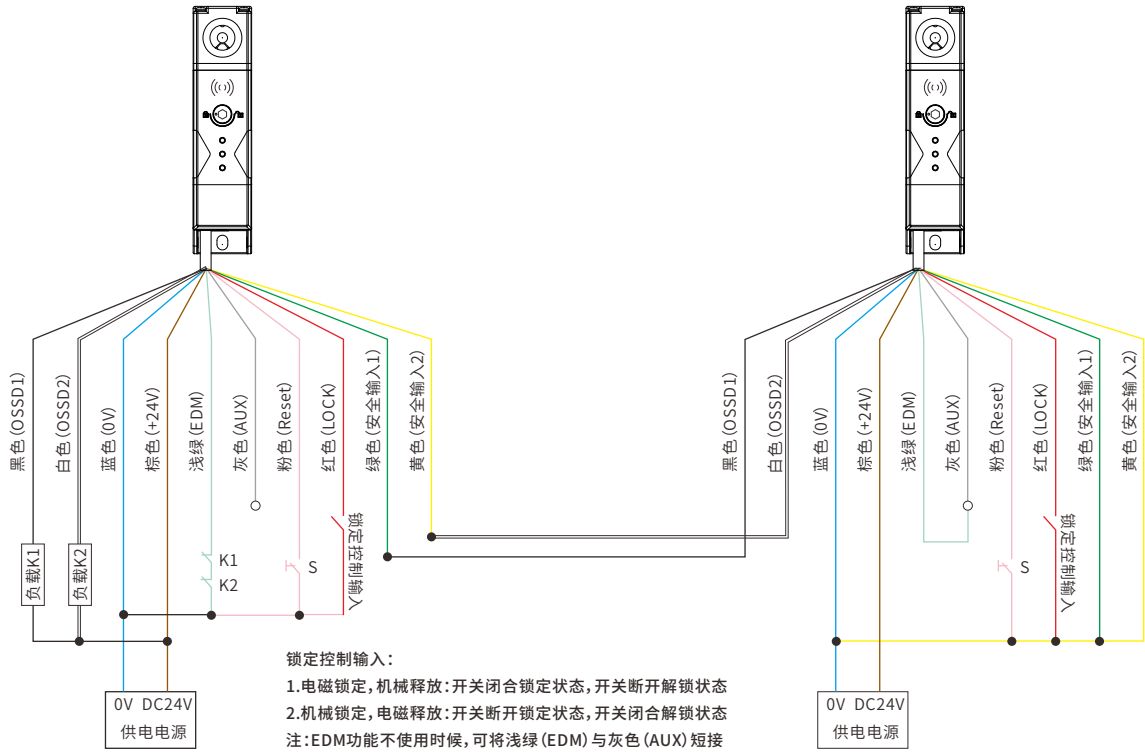 黑色(OSSD1)
白色(OSSD2)
蓝色(0V)
棕色(+24V)
浅绿(EDM)
灰色(AUX)
粉色(Reset)
红色(LOCK)
绿色(安全输入1)
黄色(安全输入2)
黑色(OSSD1)
白色(OSSD2)
蓝色(0V)
棕色(+24V)
浅绿(EDM)
灰色(AUX)
粉色(Reset)
红色(LOCK)
绿色(安全输入1)
黄色(安全输入2)
负载K1
负载K2
K1
K2
S
锁定控制输入
S
锁定控制输入
锁定控制输入:
1.电磁锁定,机械释放:开关闭合锁定状态,开关断开解锁状态
2.机械锁定,电磁释放:开关断开锁定状态,开关闭合解锁状态
注:EDM功能不使用时候,可将浅绿(EDM)与灰色(AUX)短接
0V DC24V
供电电源
0V DC24V
供电电源